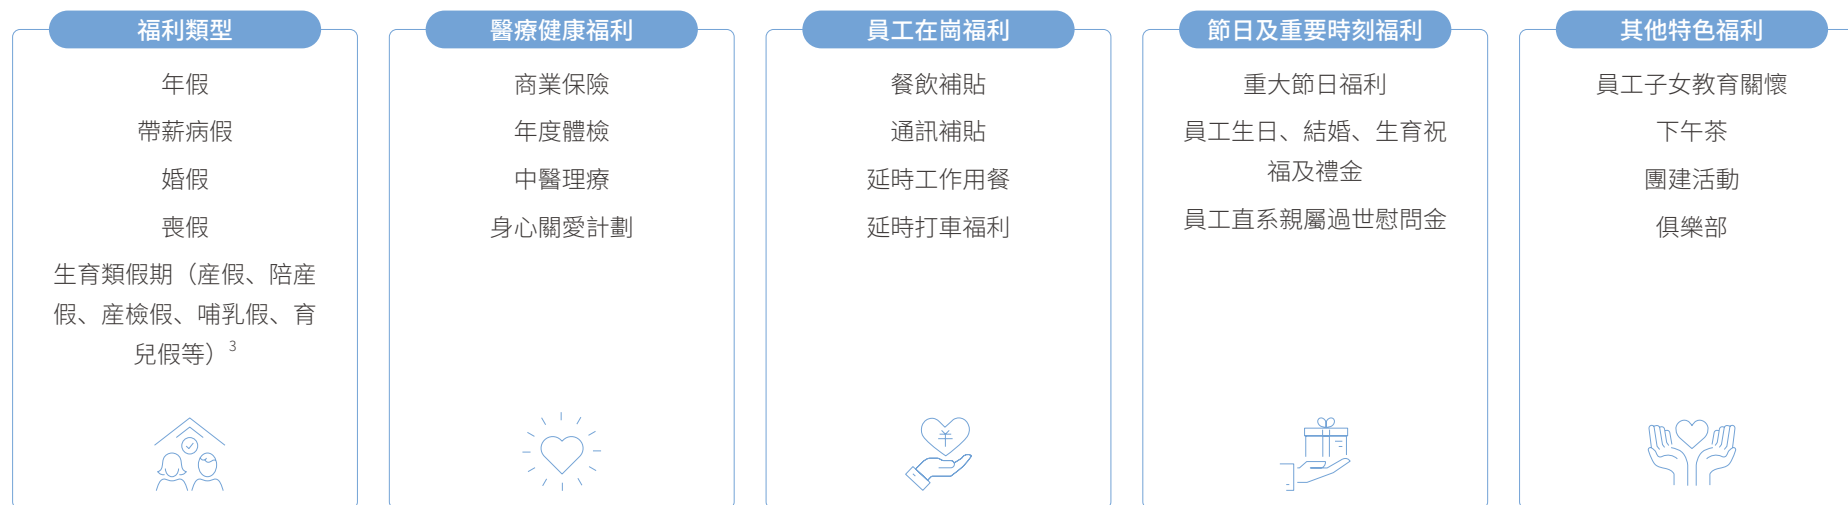 福利類型
年假
帶薪病假
婚假
喪假
生育類假期（産假、陪産
假、産檢假、哺乳假、育
兒假等）3
醫療健康福利
商業保險
年度體檢
中醫理療
身心關愛計劃
員工在崗福利
餐飲補貼
通訊補貼
延時工作用餐
延時打車福利
節日及重要時刻福利
重大節日福利
員工生日、結婚、生育祝
福及禮金
員工直系親屬過世慰問金
其他特色福利
員工子女教育關懷
下午茶
團建活動
俱樂部